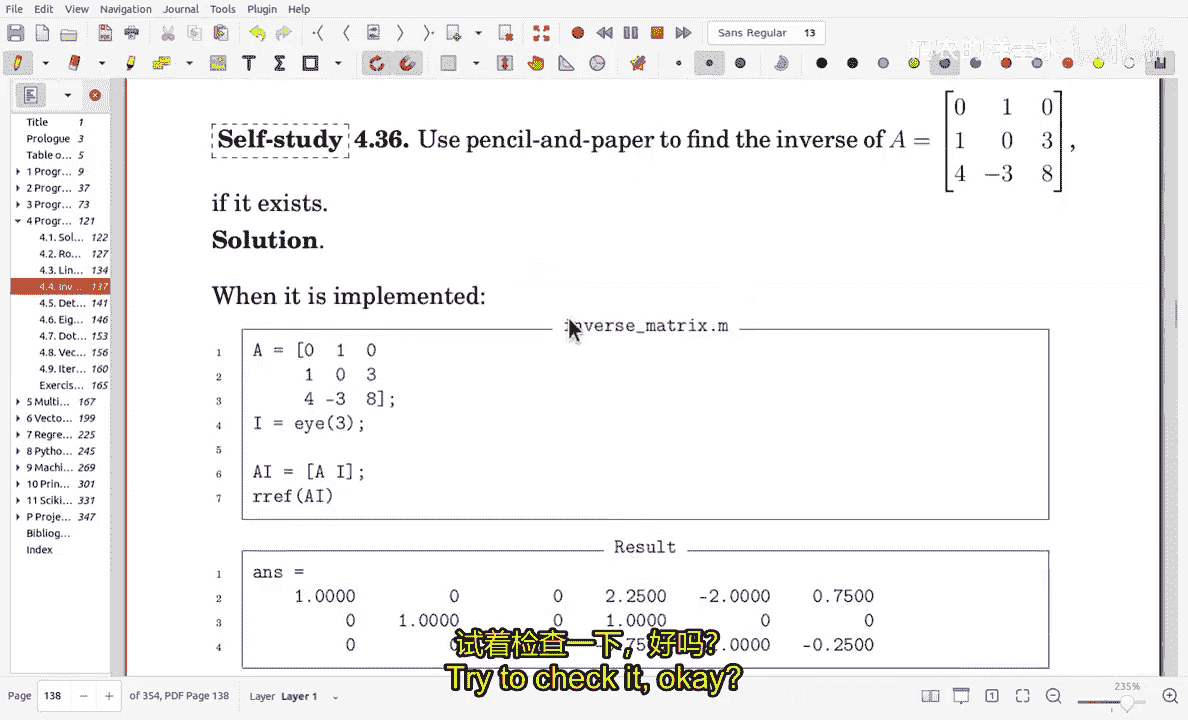 File Edit View Navigation Journal Tools Plugin Help
Sans Regular 13
Title 1
Prologue 3
Table o... 5
1 Progr... 9
2 Progr... 37
3 Progr... 73
4 Progr... 121
4.1. Sol... 122
4.2. Ro... 127
4.3. Lin... 134
4.4. Inv ... 137
4.5. Det... 141
4.6. Eig... 146
4.7. Dot... 153
4.8. Vec... 156
4.9. Iter... 160
Exercis... 165
5 Multi... 167
6 Vecto... 199
7 Regre... 225
8 Pytho... 245
9 Machi... 269
10 Prin... 301
11 Sciki... 331
P Proje... 347
Bibliog...
Index
Self-study 4.36. Use pencil-and-paper to find the inverse of A = [0 1 0
1 0 3
4 −3 8],
if it exists.
Solution.
When it is implemented:
inverse_matrix.m
1 A = [0 1 0
2 1 0 3
3 4 -3 8];
4 I = eye(3);
5
6 AI = [A I];
7 rref(AI)
Result
1 ans =
2 1.0000 0 0 2.2500 -2.0000 0.7500
3 0 1.0000 0 1.0000 0 0
4 0 -0.2500
试着检查一下，好吗？
Try to check it, okay?
Page 138 of 354, PDF Page 138 Layer Layer 1 235%